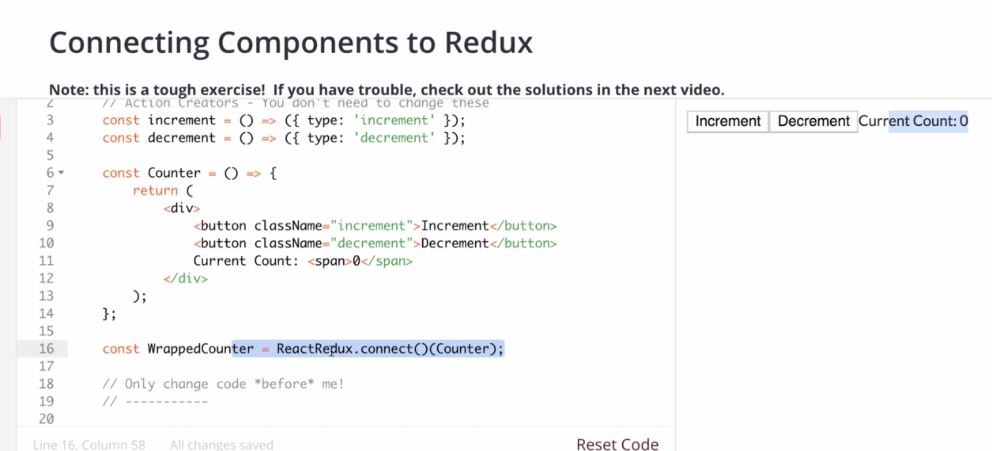 Connecting Components to Redux
Note: this is a tough exercise! If you have trouble, check out the solutions in the next video.
2 // Action Creators - You don't need to change these
3 const increment = () => ({ type: 'increment' });
4 const decrement = () => ({ type: 'decrement' });
5
6 const Counter = () => {
7 return (
8 <div>
9 <button className="increment">Increment</button>
10 <button className="decrement">Decrement</button>
11 Current Count: <span>0</span>
12 </div>
13 );
14 };
15
16 const WrappedCounter = ReactRedux.connect()(Counter);
17
18 // Only change code *before* me!
19 // -----------
20
Line 16, Column 58 All changes saved Reset Code
Increment Decrement Current Count: 0